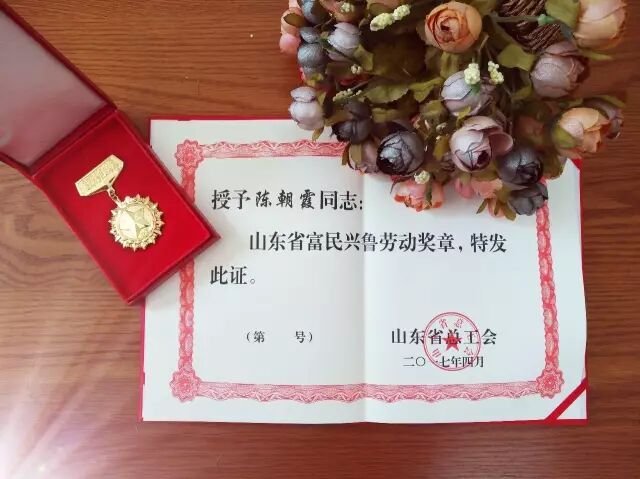 授予陈朝霞同志:
山东省富民兴鲁劳动奖章,特发
此证。
(第 号)
山东省总工会
二〇一七年四月